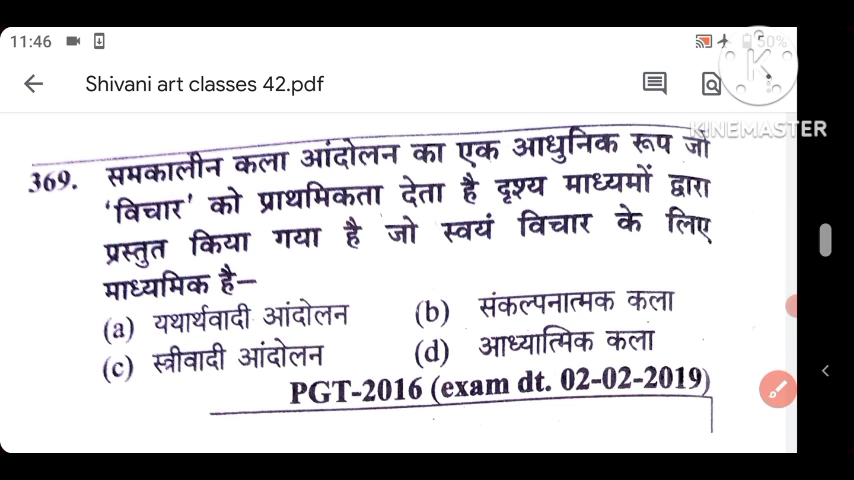 11:46
50%
Shivani art classes 42.pdf
KINEMASTER
369. समकालीन कला आंदोलन का एक आधुनिक रूप जो
'विचार' को प्राथमिकता देता है दृश्य माध्यमों द्वारा
प्रस्तुत किया गया है जो स्वयं विचार के लिए
माध्यमिक है–
(a) यथार्थवादी आंदोलन (b) संकल्पनात्मक कला
(c) स्त्रीवादी आंदोलन (d) आध्यात्मिक कला
PGT-2016 (exam dt. 02-02-2019)